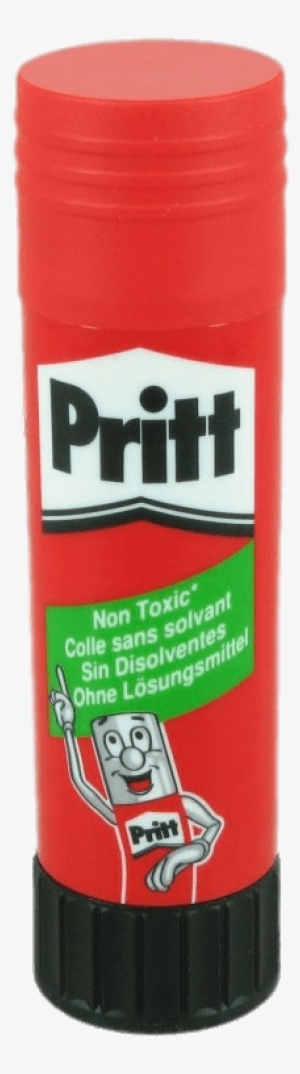 Pritt
Non Toxic*
Colle sans solvant
Sin Disolventes
Ohne Lösungsmittel
Pritt